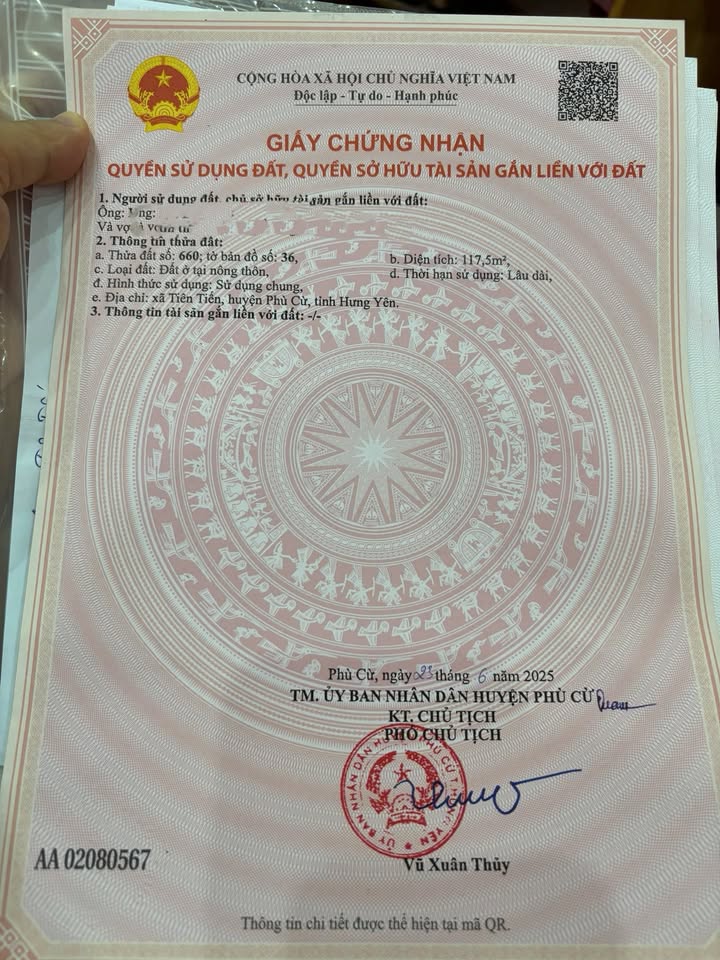 CỘNG HÒA XÃ HỘI CHỦ NGHĨA VIỆT NAM
Độc lập - Tự do - Hạnh phúc
GIẤY CHỨNG NHẬN
QUYỀN SỬ DỤNG ĐẤT, QUYỀN SỞ HỮU TÀI SẢN GẮN LIỀN VỚI ĐẤT
1. Người sử dụng đất, chủ sở hữu tài sản gắn liền với đất:
Ông:
Và vợ
2. Thông tin thửa đất:
a. Thửa đất số: 660; tờ bản đồ số: 36, b. Diện tích: 117,5m²,
c. Loại đất: Đất ở tại nông thôn, d. Thời hạn sử dụng: Lâu dài,
đ. Hình thức sử dụng: Sử dụng chung,
e. Địa chỉ: xã Tiên Tiến, huyện Phù Cừ, tỉnh Hưng Yên.
3. Thông tin tài sản gắn liền với đất: -/-
Phù Cừ, ngày 23 tháng 6 năm 2025
TM. ỦY BAN NHÂN DÂN HUYỆN PHÙ CỪ
KT. CHỦ TỊCH
PHÓ CHỦ TỊCH
Vũ Xuân Thủy
AA 02080567
Thông tin chi tiết được thể hiện tại mã QR.